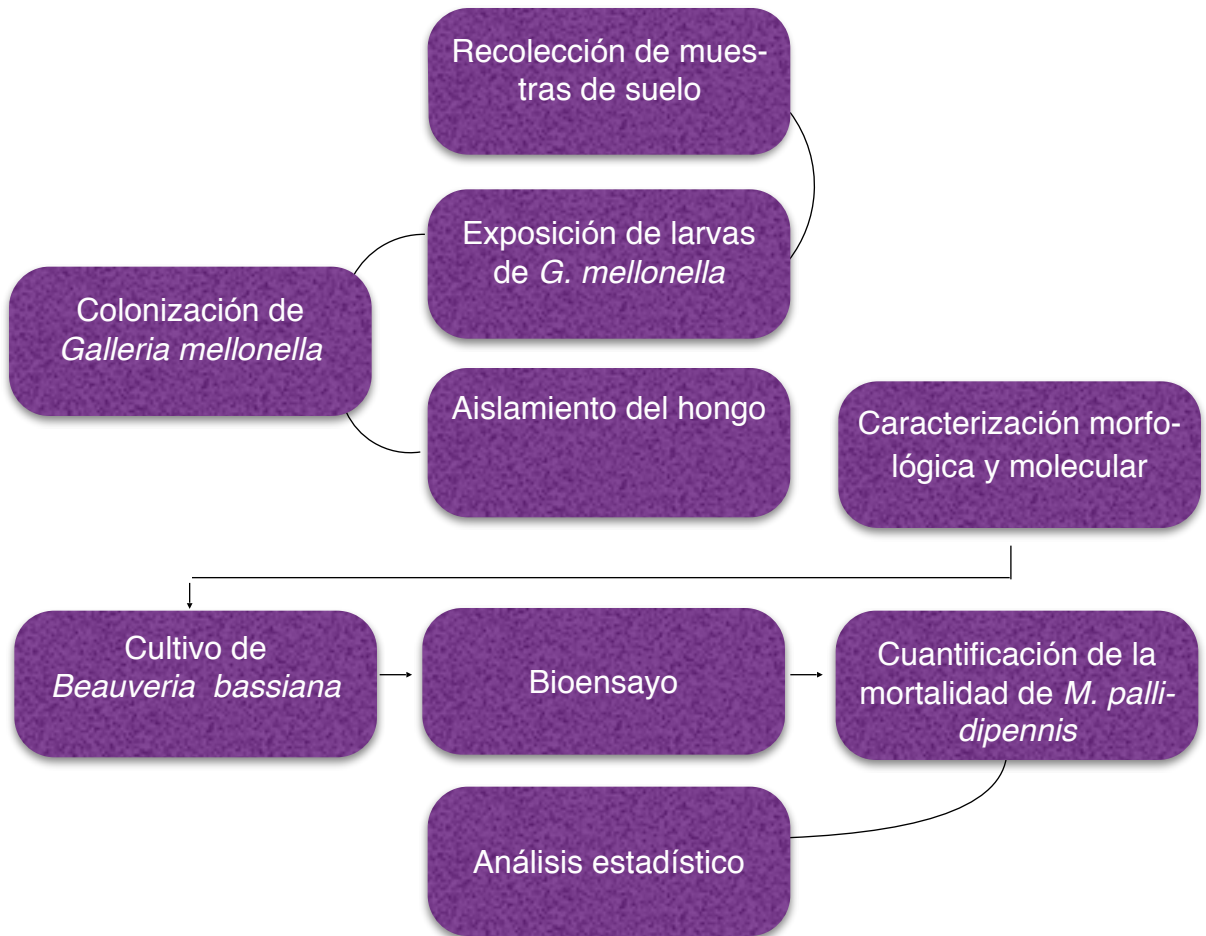 Recolección de mues-
tras de suelo
Exposición de larvas
de G. mellonella
Colonización de
Galleria mellonella
Aislamiento del hongo
Caracterización morfo-
lógica y molecular
Cultivo de
Beauveria bassiana
Bioensayo
Cuantificación de la
mortalidad de M. palli-
dipennis
Análisis estadístico